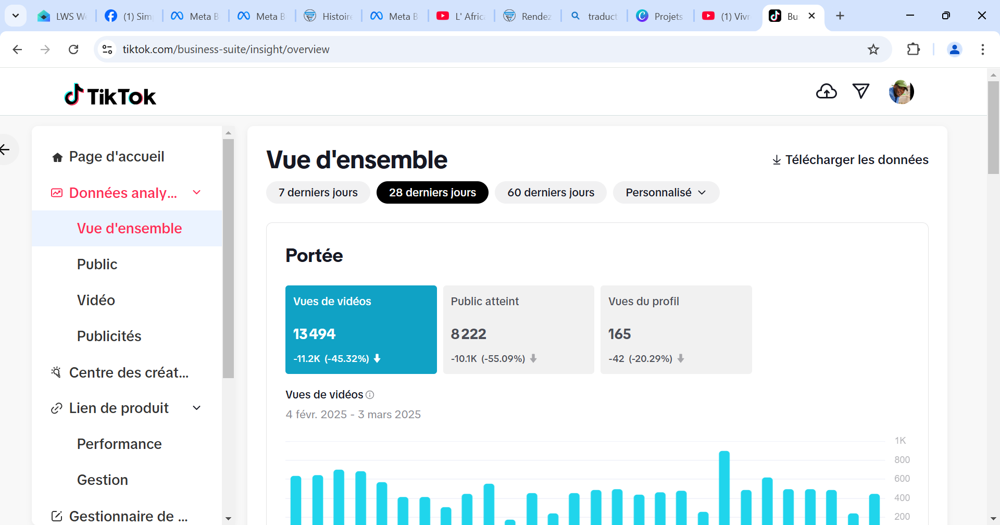 LWS W
(1) Sim
Meta B
Meta B
Histoire
Meta B
L' Afric
Rendez
traduct
Projets
(1) Viv
Bu
tiktok.com/business-suite/insight/overview
TikTok
Page d'accueil
Données analy...
Vue d'ensemble
Public
Vidéo
Publicités
Centre des créat...
Lien de produit
Performance
Gestion
Gestionnaire de ...
Vue d'ensemble
Télécharger les données
7 derniers jours
28 derniers jours
60 derniers jours
Personnalisé
Portée
Vues de vidéos
13 494
-11.2K (-45.32%)
Public atteint
8 222
-10.1K (-55.09%)
Vues du profil
165
-42 (-20.29%)
Vues de vidéos
4 févr. 2025 - 3 mars 2025
1K
800
600
400
200